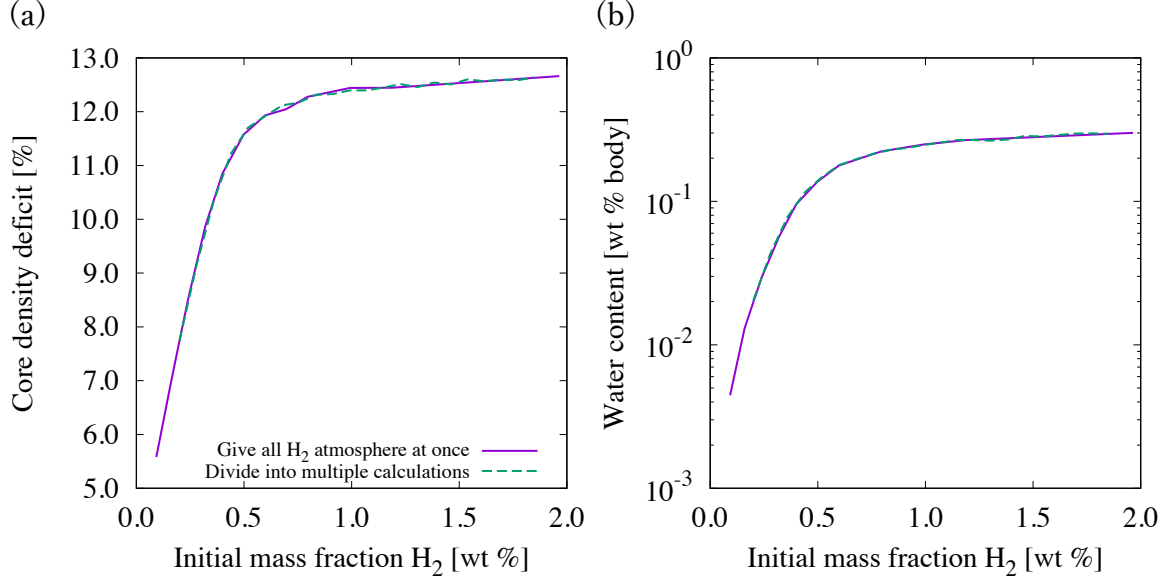 (a)
13.0
12.0
11.0
10.0
9.0
8.0
7.0
6.0
5.0
Core density deficit [%]
Give all H₂ atmosphere at once
Divide into multiple calculations
0.0 0.5 1.0 1.5 2.0
Initial mass fraction H₂ [wt %]
(b)
10⁰
10⁻¹
10⁻²
10⁻³
Water content [wt % body]
0.0 0.5 1.0 1.5 2.0
Initial mass fraction H₂ [wt %]